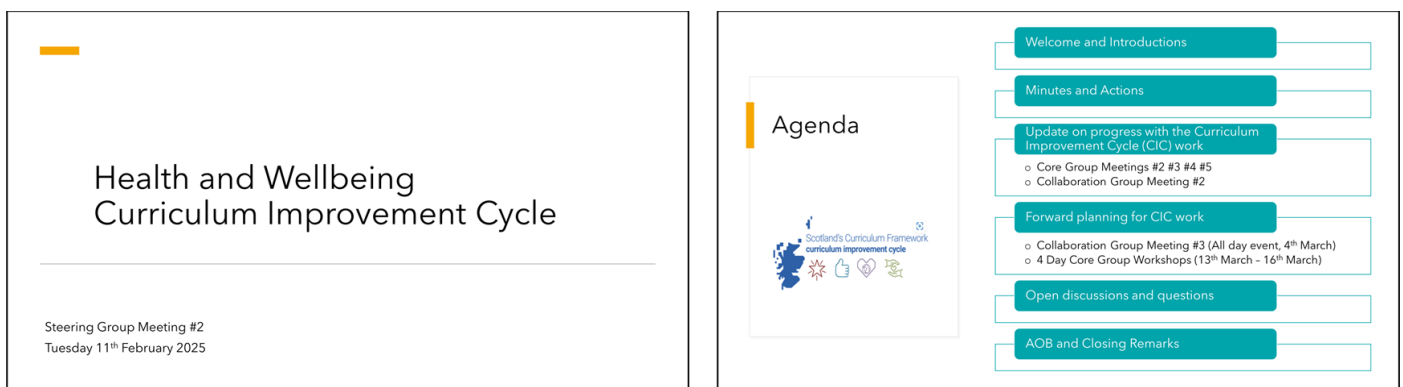 Health and Wellbeing
Curriculum Improvement Cycle
Steering Group Meeting #2
Tuesday 11th February 2025
Agenda
Scotland's Curriculum Framework
curriculum improvement cycle
Welcome and Introductions
Minutes and Actions
Update on progress with the Curriculum
Improvement Cycle (CIC) work
o Core Group Meetings #2 #3 #4 #5
o Collaboration Group Meeting #2
Forward planning for CIC work
o Collaboration Group Meeting #3 (All day event, 4th March)
o 4 Day Core Group Workshops (13th March – 16th March)
Open discussions and questions
AOB and Closing Remarks